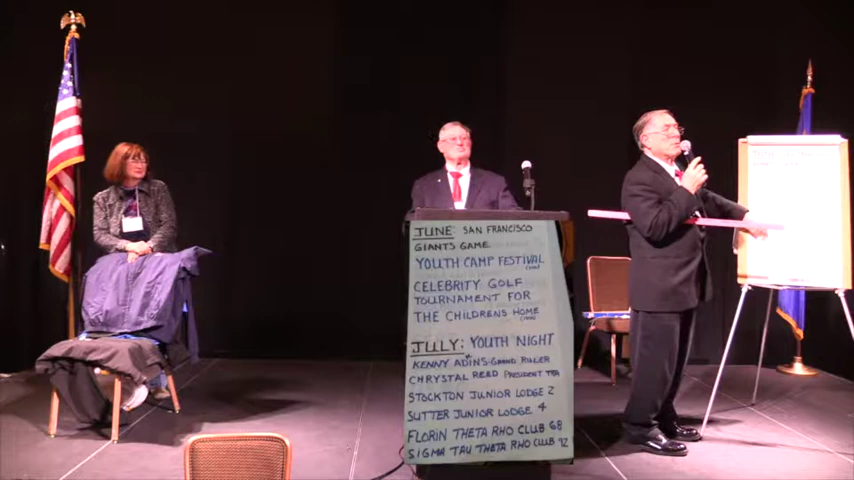 JUNE: SAN FRANCISCO
GIANTS GAME
YOUTH CAMP FESTIVAL
CELEBRITY GOLF
TOURNAMENT FOR
THE CHILDRENS HOME
JULY: YOUTH NIGHT
KENNY ADINS GRAND RULER
CHRYSTAL REED PRESIDENT TRA
STOCKTON JUNIOR LODGE 2
SUTTER JUNIOR LODGE 4
FLORIN TAU RHO CLUB 68
SIGMA TAU RHO CLUB 12